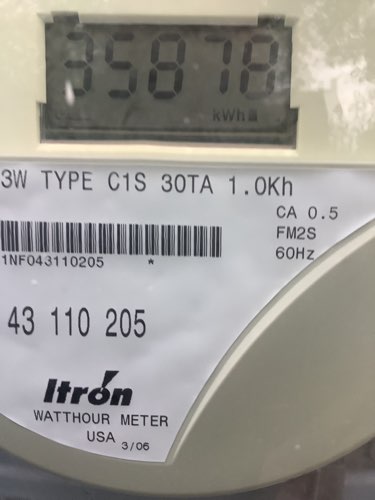 35878
kWh
3W TYPE C1S 30TA 1.0Kh
CA 0.5
FM2S
60Hz
1NF043110205 *
43 110 205
Itron
WATTHOUR METER
USA 3/06